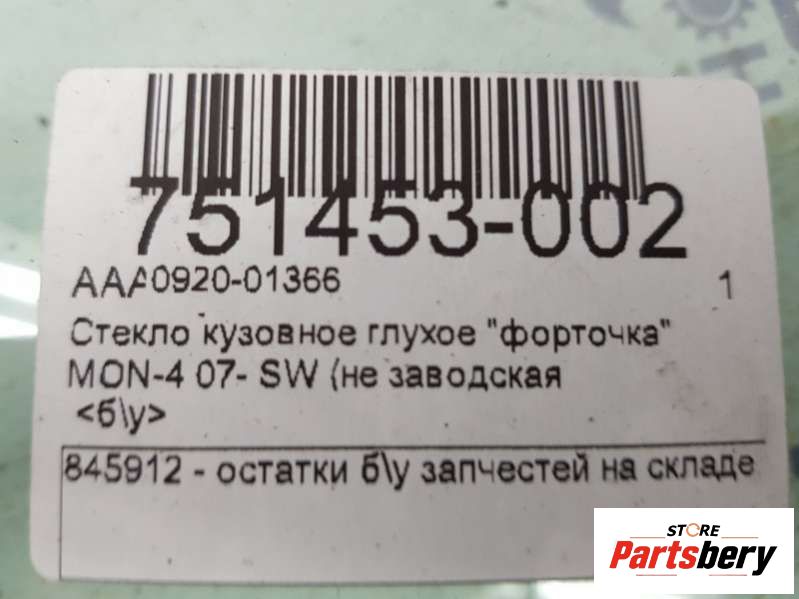 751453-002
AAA0920-01366 1
Стекло кузовное глухое "форточка"
MON-4 07- SW (не заводская
<б\у>
845912 - остатки б\у запчестей на складе
STORE
Partsbery